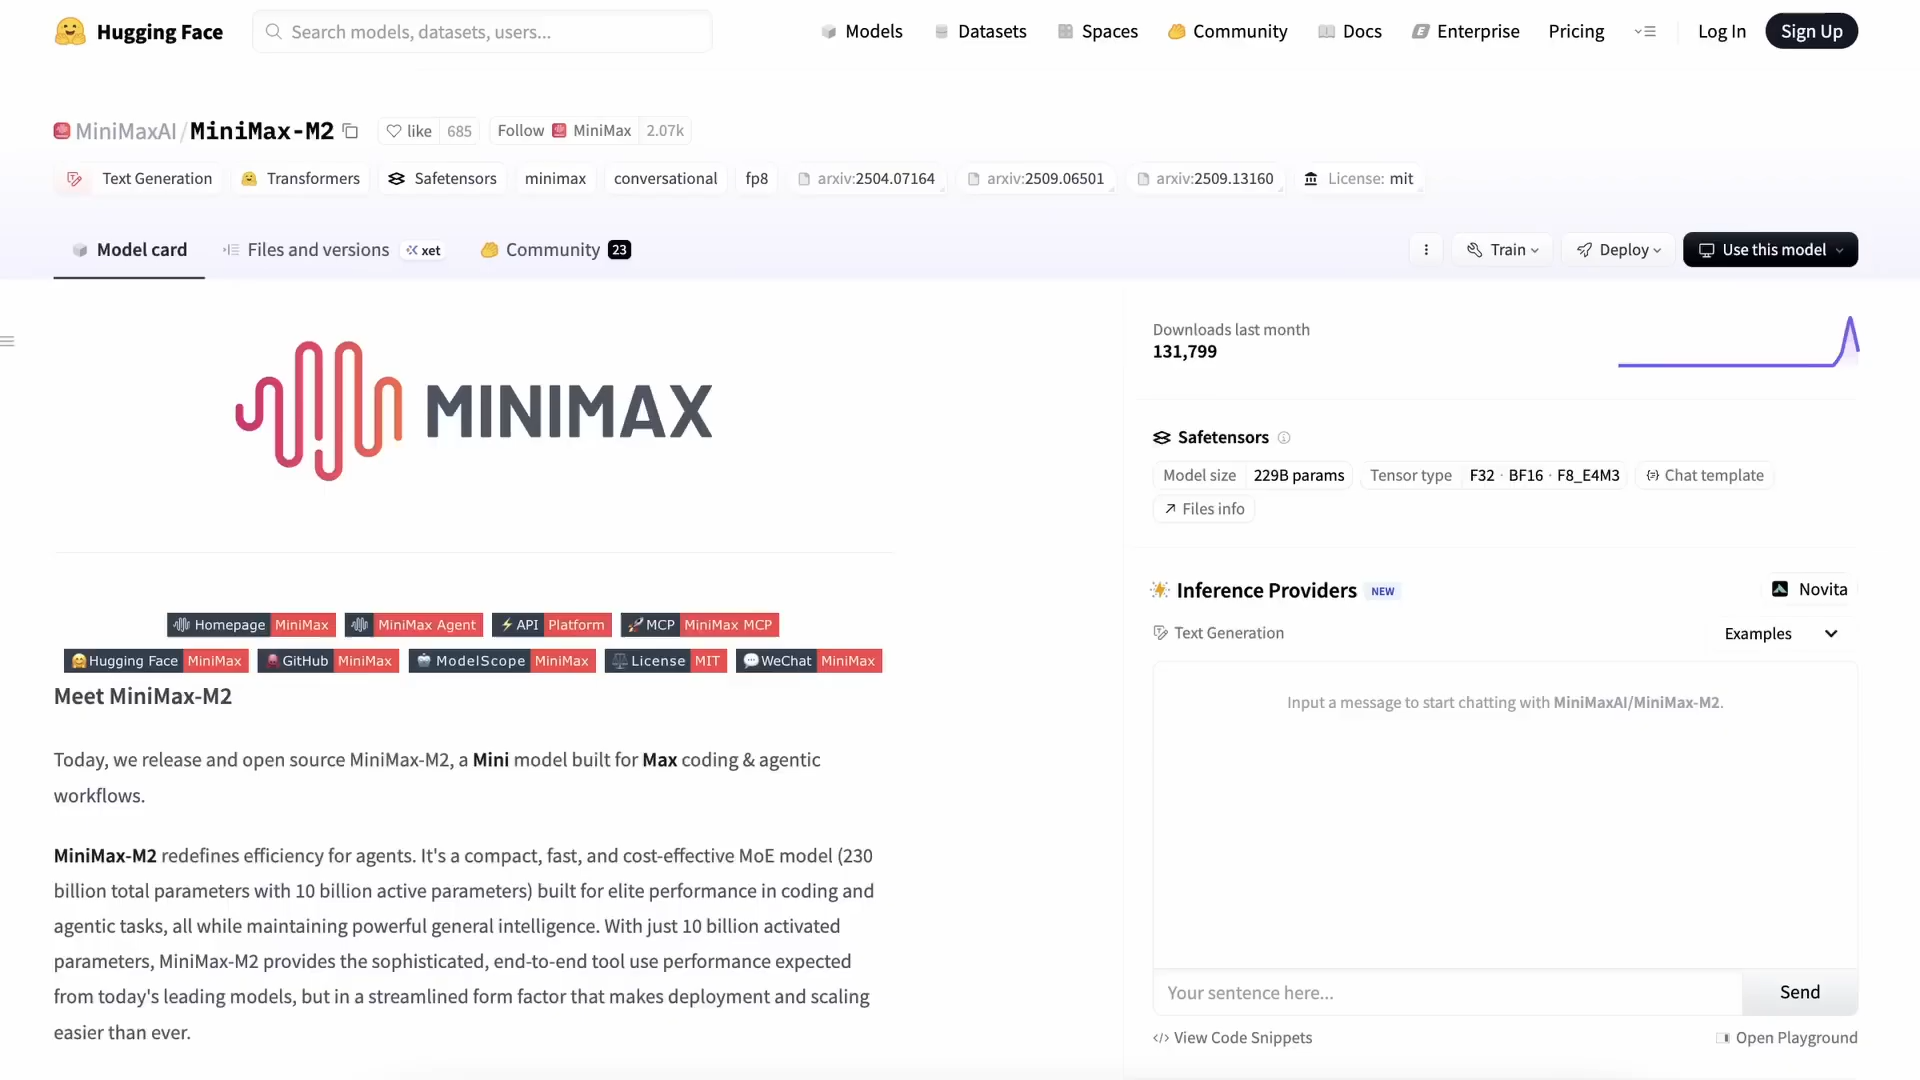 Hugging Face
Search models, datasets, users...
Models
Datasets
Spaces
Community
Docs
Enterprise
Pricing
Log In
Sign Up
MiniMaxAI/MiniMax-M2
like 685
Follow MiniMax 2.07k
Text Generation
Transformers
Safetensors
minimax
conversational
fp8
arxiv:2504.07164
arxiv:2509.06501
arxiv:2509.13160
License: mit
Model card
Files and versions
xet
Community 23
Train
Deploy
Use this model
MINIMAX
Homepage MiniMax
MiniMax Agent
API Platform
MCP MiniMax MCP
Hugging Face MiniMax
GitHub MiniMax
ModelScope MiniMax
License MIT
WeChat MiniMax
Meet MiniMax-M2
Today, we release and open source MiniMax-M2, a Mini model built for Max coding & agentic
workflows.
MiniMax-M2 redefines efficiency for agents. It's a compact, fast, and cost-effective MoE model (230
billion total parameters with 10 billion active parameters) built for elite performance in coding and
agentic tasks, all while maintaining powerful general intelligence. With just 10 billion activated
parameters, MiniMax-M2 provides the sophisticated, end-to-end tool use performance expected
from today's leading models, but in a streamlined form factor that makes deployment and scaling
easier than ever.
Downloads last month
131,799
Safetensors
Model size 229B params
Tensor type F32 · BF16 · F8_E4M3
Chat template
Files info
Inference Providers NEW
Novita
Text Generation
Examples
Input a message to start chatting with MiniMaxAI/MiniMax-M2.
Your sentence here...
Send
View Code Snippets
Open Playground